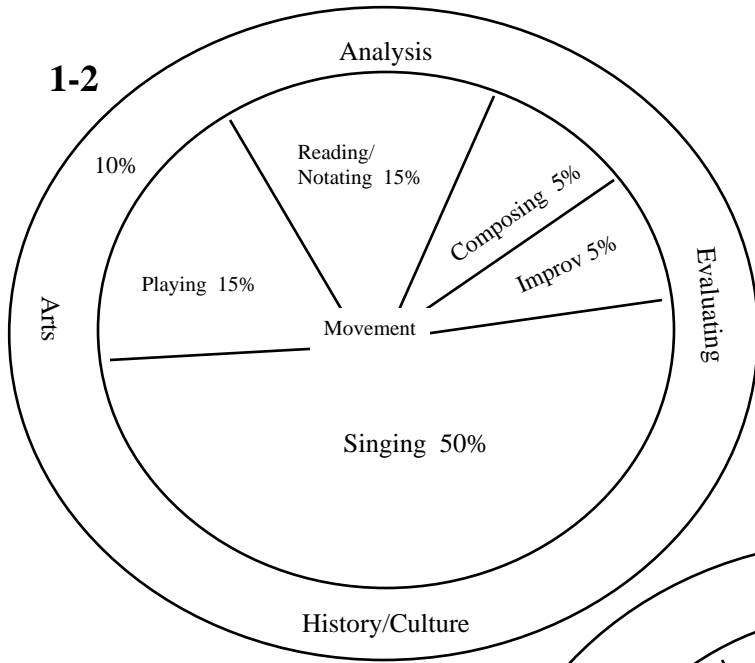 Analysis
1-2
10%
Reading/
Notating 15%
Composing 5%
Improv 5%
Evaluating
Playing 15%
Arts
Movement
Singing 50%
History/Culture